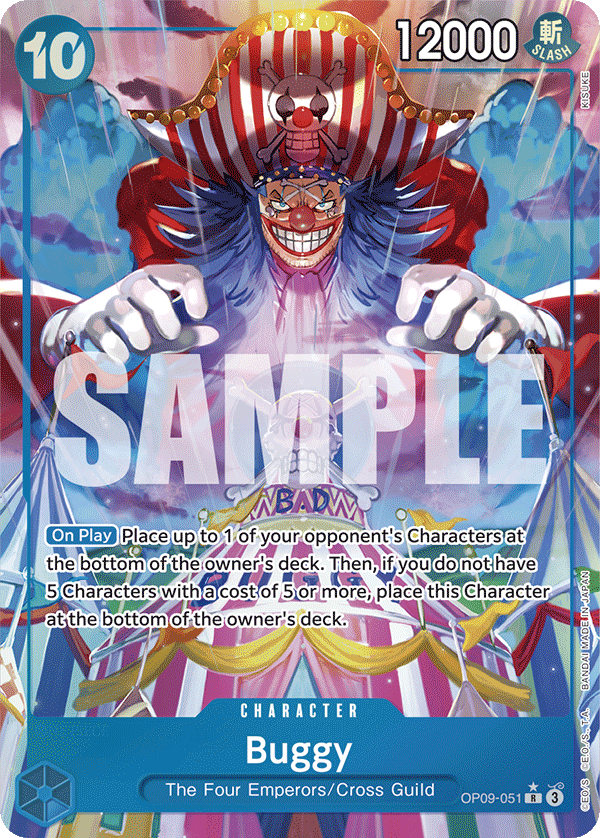 10
12000
斬
SLASH
KISUKE
SAMPLE
BAD
On Play Place up to 1 of your opponent's Characters at
the bottom of the owner's deck. Then, if you do not have
5 Characters with a cost of 5 or more, place this Character
at the bottom of the owner's deck.
©E.O/S. ©E.O./S.,T.A. BANDAI MADE IN JAPAN
CHARACTER
Buggy
The Four Emperors/Cross Guild
OP09-051 ★ R 3